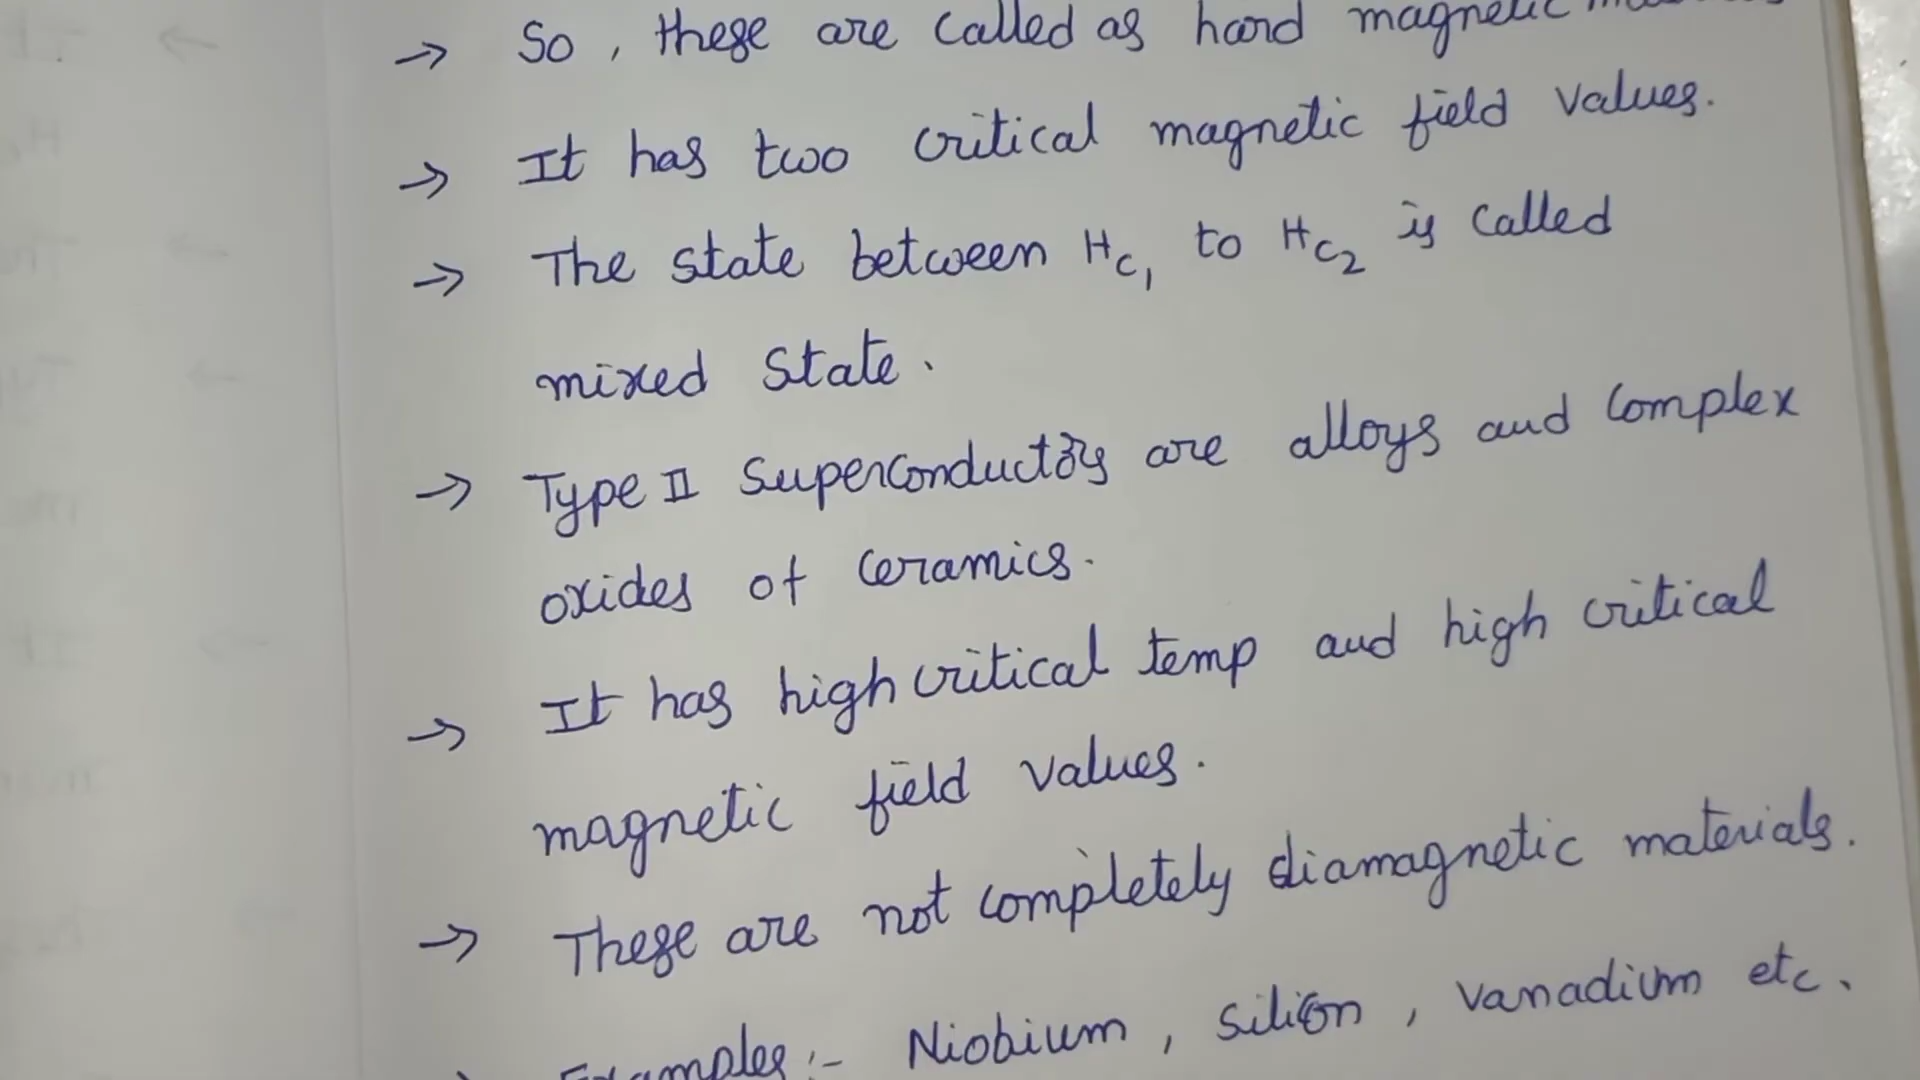 → So, these are called as hard magnetic
→ It has two critical magnetic field values.
→ The state between Hc1 to Hc2 is called
mixed state.
→ Type II Superconductors are alloys and complex
oxides of ceramics.
→ It has high critical temp and high critical
magnetic field values.
→ These are not completely diamagnetic materials.
Examples :- Niobium, silicon, vanadium etc.